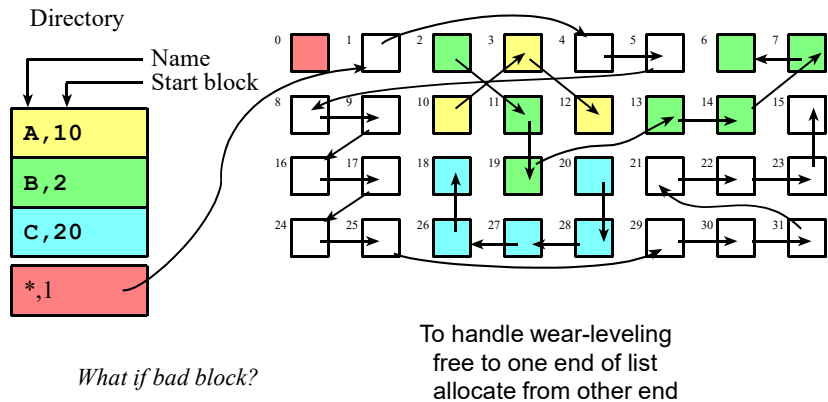 Directory
Name
Start block
A,10
B,2
C,20
*,1
0 1 2 3 4 5 6 7
8 9 10 11 12 13 14 15
16 17 18 19 20 21 22 23
24 25 26 27 28 29 30 31
What if bad block?
To handle wear-leveling
free to one end of list
allocate from other end